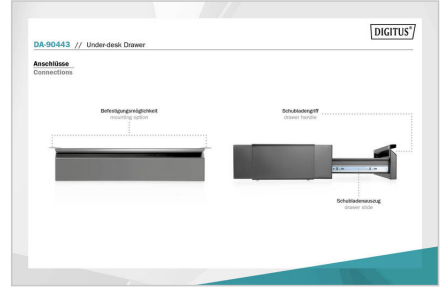 DIGITUS®
DA-90443 // Under-desk Drawer
Anschlüsse
Connections
Befestigungsmöglichkeit
mounting option
Schubladengriff
drawer handle
Schubladenauszug
drawer slide